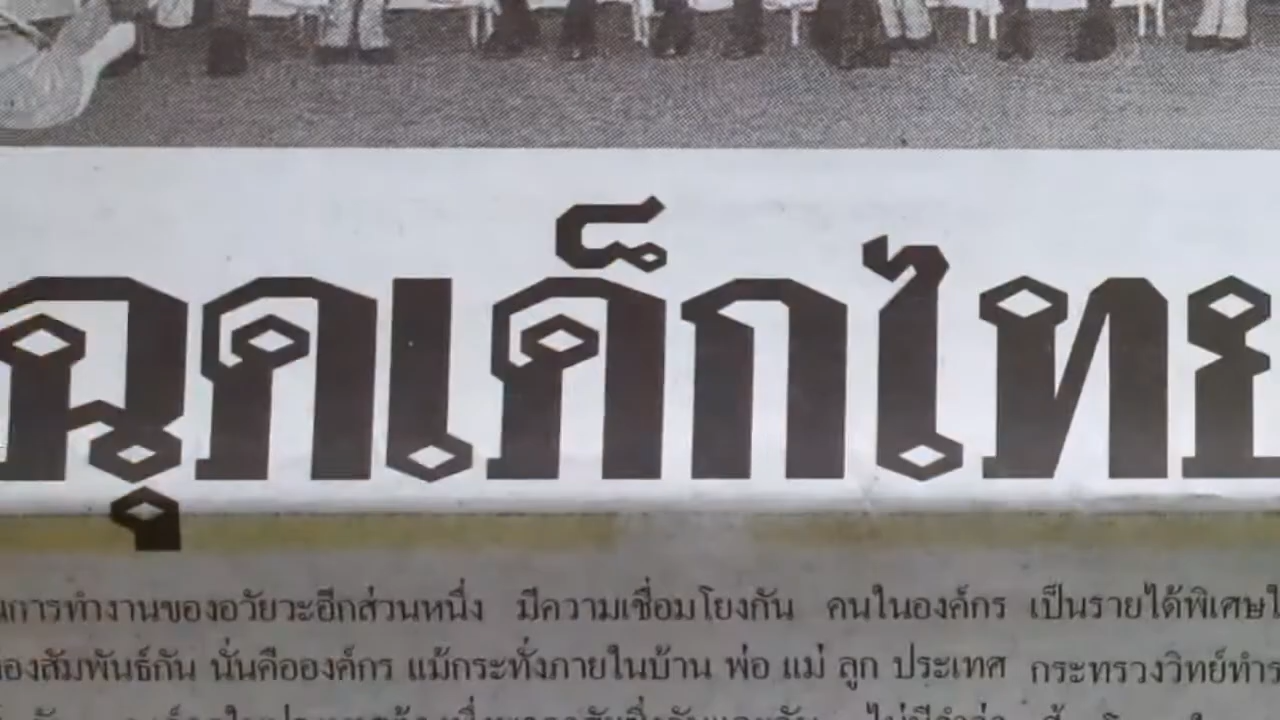 ฉุดเด็กไทย
การทำงานของอวัยวะอีกส่วนหนึ่ง มีความเชื่อมโยงกัน คนในองค์กร
องสัมพันธ์กัน นั่นคือองค์กร แม้กระทั่งภายในบ้าน พ่อ แม่ ลูก ประเทศ
เป็นรายได้พิเศษใ
กระทรวงวิทย์ทำร